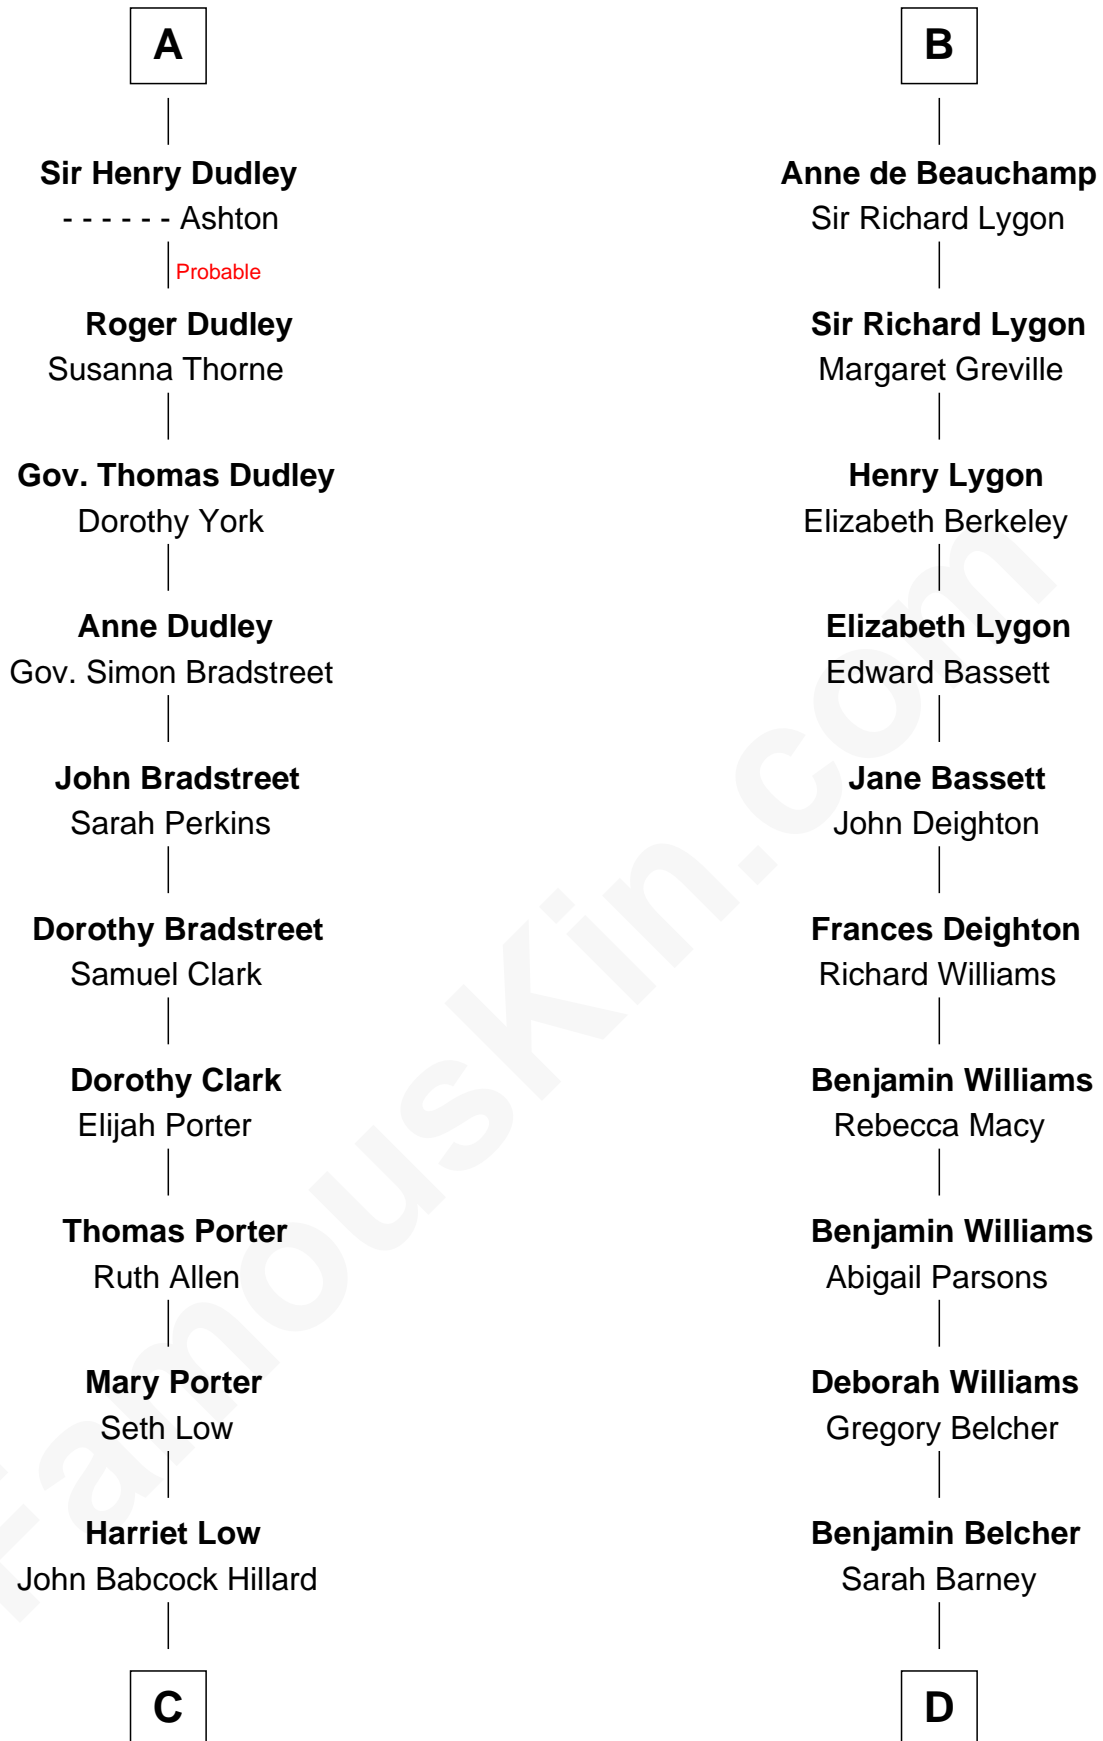 A
Sir Henry Dudley
- - - - - - Ashton
Probable
Roger Dudley
Susanna Thorne
Gov. Thomas Dudley
Dorothy York
Anne Dudley
Gov. Simon Bradstreet
John Bradstreet
Sarah Perkins
Dorothy Bradstreet
Samuel Clark
Dorothy Clark
Elijah Porter
Thomas Porter
Ruth Allen
Mary Porter
Seth Low
Harriet Low
John Babcock Hillard
C
B
Anne de Beauchamp
Sir Richard Lygon
Sir Richard Lygon
Margaret Greville
Henry Lygon
Elizabeth Berkeley
Elizabeth Lygon
Edward Bassett
Jane Bassett
John Deighton
Frances Deighton
Richard Williams
Benjamin Williams
Rebecca Macy
Benjamin Williams
Abigail Parsons
Deborah Williams
Gregory Belcher
Benjamin Belcher
Sarah Barney
D
FamousKin.com